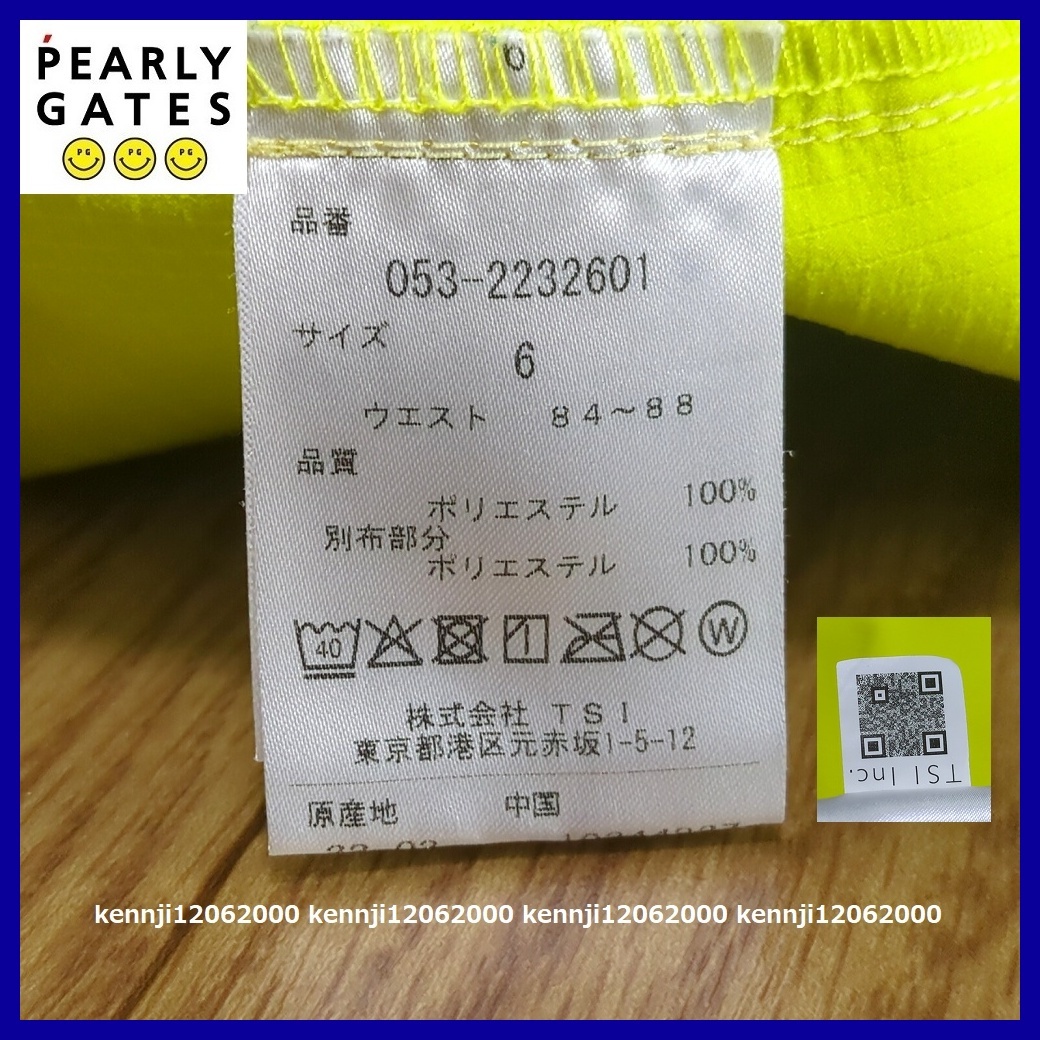 PEARLY
GATES
PG PG PG
品番
053-2232601
サイズ
6
ウエスト 84~88
品質
ポリエステル 100%
別布部分
ポリエステル 100%
40
W
株式会社 TSI
東京都港区元赤坂1-5-12
原産地 中国
TSI Inc.
kennji12062000 kennji12062000 kennji12062000 kennji12062000